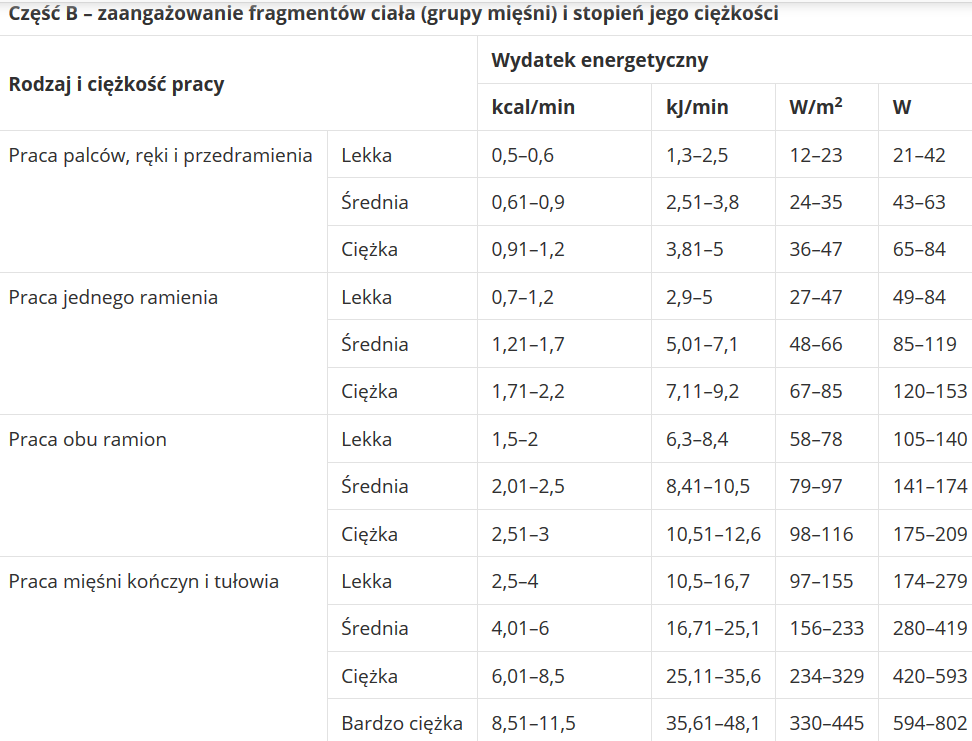 Część B – zaangażowanie fragmentów ciała (grupy mięśni) i stopień jego ciężkości
Rodzaj i ciężkość pracy Wydatek energetyczny
kcal/min kJ/min W/m² W
Praca palców, ręki i przedramienia Lekka 0,5–0,6 1,3–2,5 12–23 21–42
Średnia 0,61–0,9 2,51–3,8 24–35 43–63
Ciężka 0,91–1,2 3,81–5 36–47 65–84
Praca jednego ramienia Lekka 0,7–1,2 2,9–5 27–47 49–84
Średnia 1,21–1,7 5,01–7,1 48–66 85–119
Ciężka 1,71–2,2 7,11–9,2 67–85 120–153
Praca obu ramion Lekka 1,5–2 6,3–8,4 58–78 105–140
Średnia 2,01–2,5 8,41–10,5 79–97 141–174
Ciężka 2,51–3 10,51–12,6 98–116 175–209
Praca mięśni kończyn i tułowia Lekka 2,5–4 10,5–16,7 97–155 174–279
Średnia 4,01–6 16,71–25,1 156–233 280–419
Ciężka 6,01–8,5 25,11–35,6 234–329 420–593
Bardzo ciężka 8,51–11,5 35,61–48,1 330–445 594–802